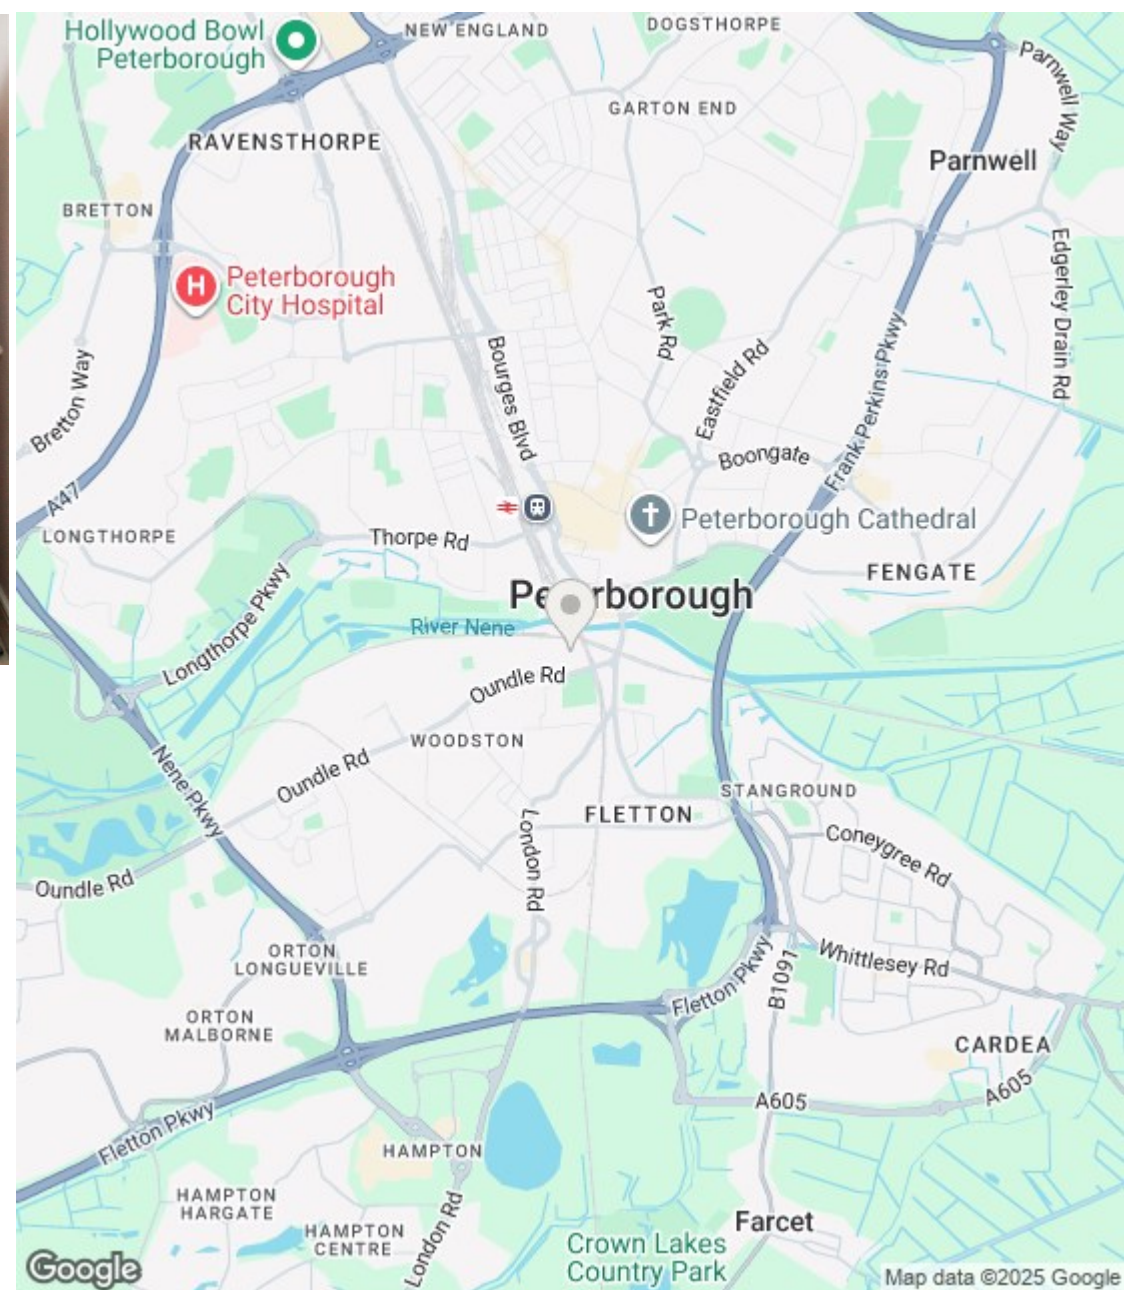 Hollywood Bowl
Peterborough
NEW ENGLAND
DOGSTHORPE
Parnwell Way
GARTON END
RAVENSTHORPE
Parnwell
BRETTON
Peterborough
City Hospital
Edgerley Drain Rd
Park Rd
Bourges Blvd
Eastfield Rd
Frank Perkins Pkwy
Bretton Way
Boongate
A47
LONGTHORPE
Thorpe Rd
Peterborough Cathedral
FENGATE
Longthorpe Pkwy
River Nene
Oundle Rd
WOODSTON
Nene Pkwy
Oundle Rd
STANGROUND
FLETTON
London Rd
Coneygree Rd
Oundle Rd
ORTON
LONGUEVILLE
Whittlesey Rd
Fletton Pkwy
B1091
ORTON
MALBORNE
CARDEA
A605
A605
Fletton Pkwy
HAMPTON
HAMPTON
HARGATE
London Rd
HAMPTON
CENTRE
Farcet
Crown Lakes
Country Park
Google
Map data ©2025 Google